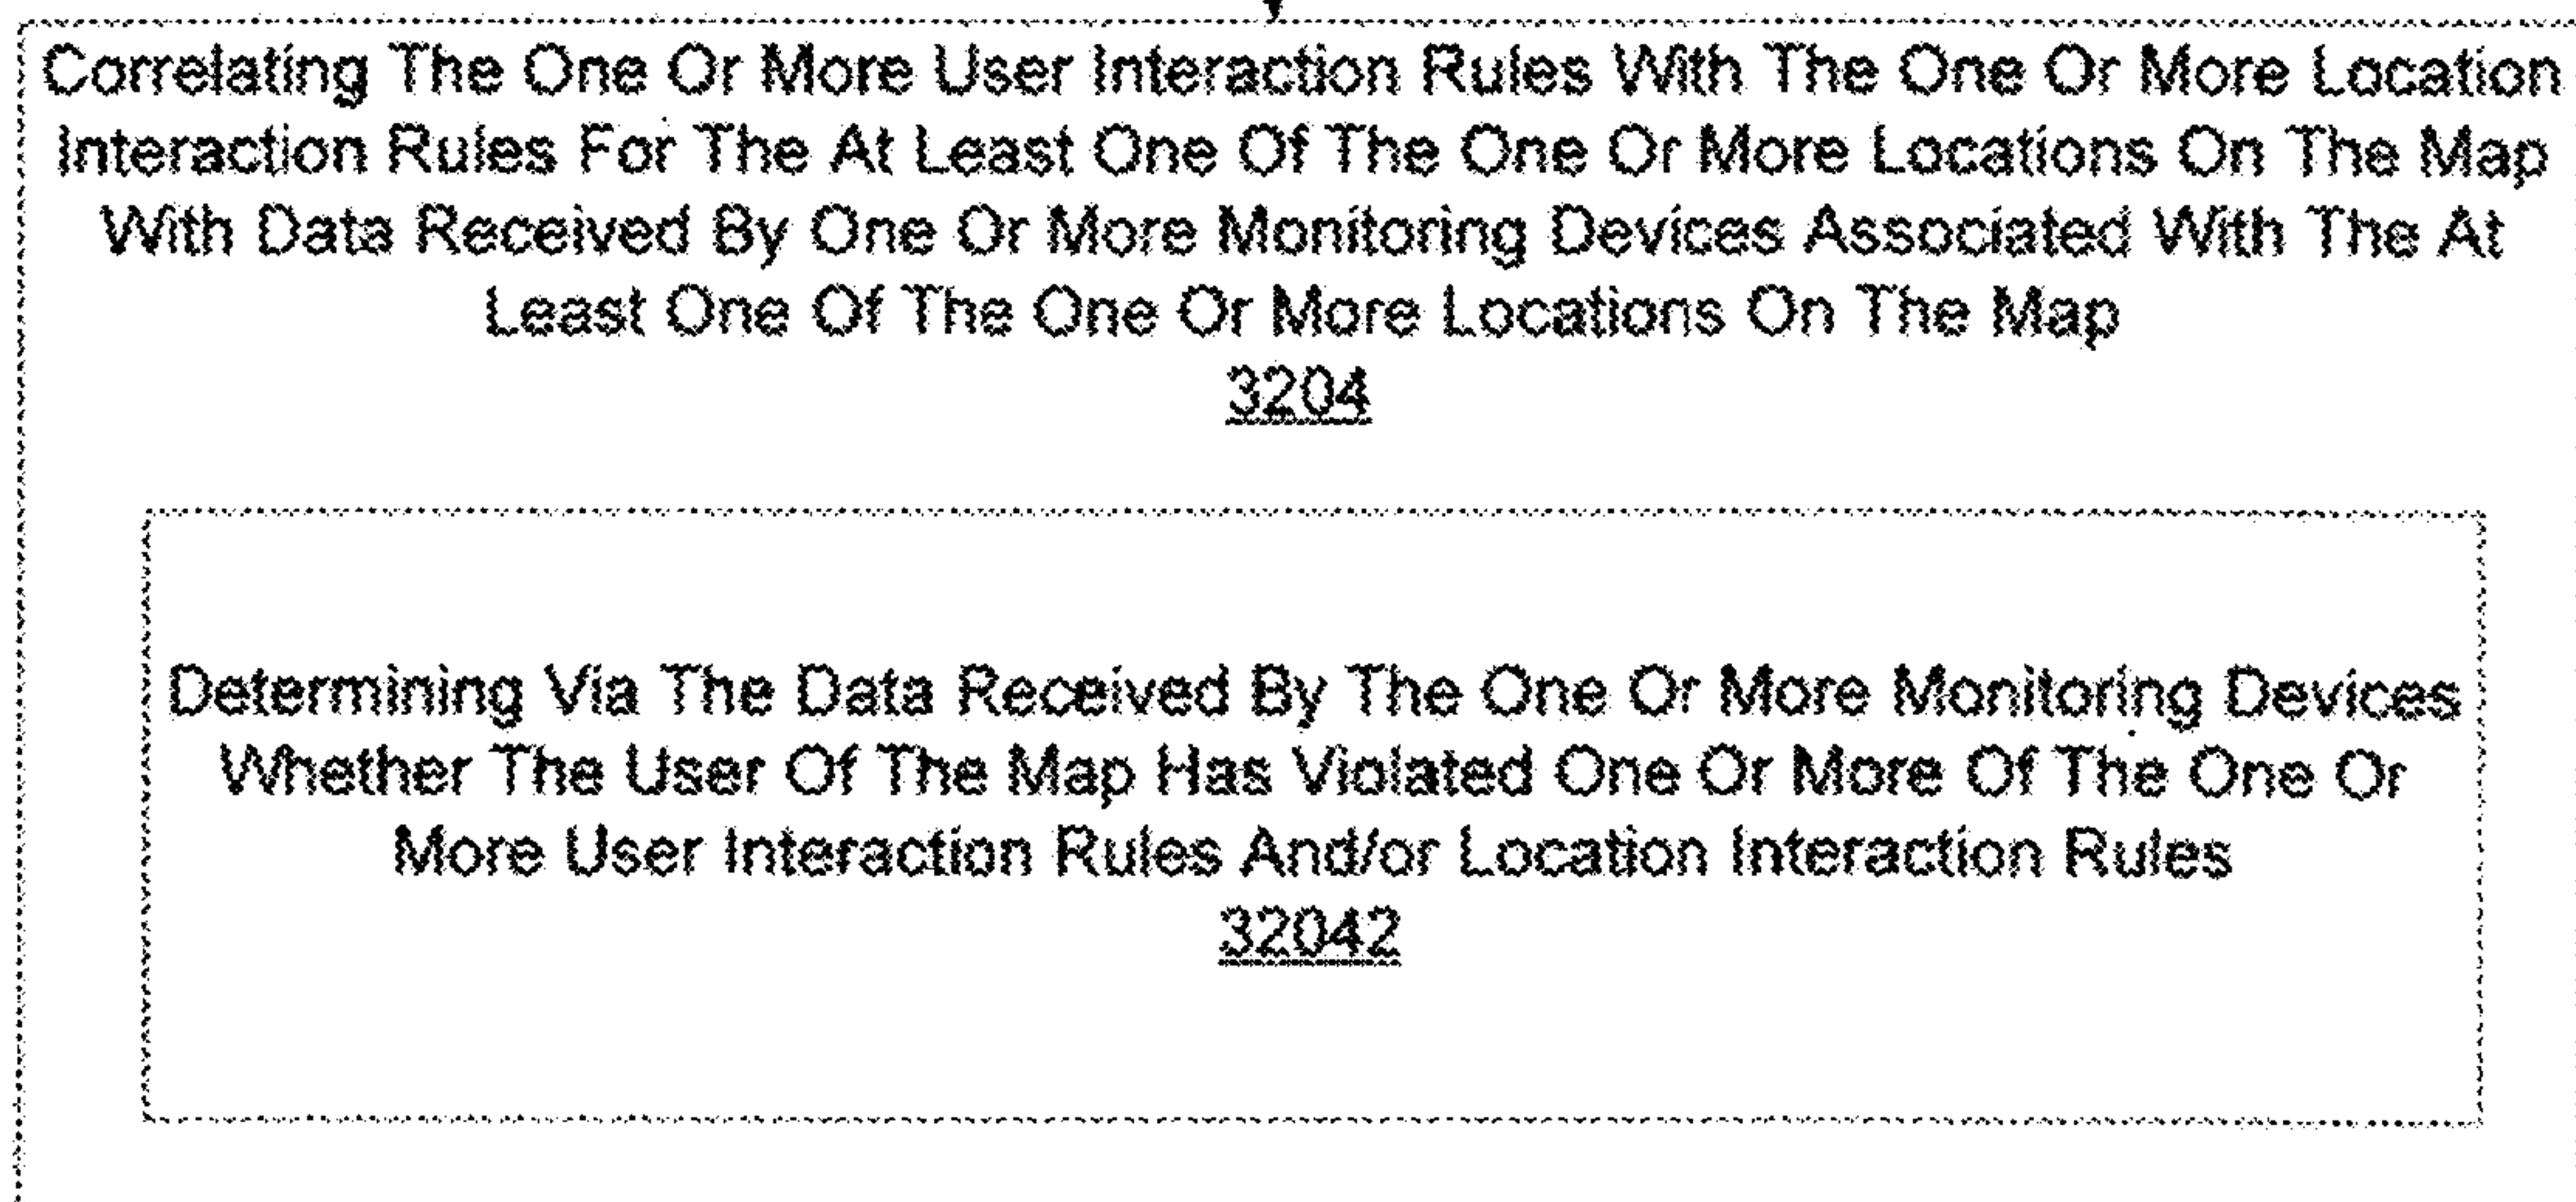 Correlating The One Or More User Interaction Rules With The One Or More Location
Interaction Rules For The At Least One Of The One Or More Locations On The Map
With Data Received By One Or More Monitoring Devices Associated With The At
Least One Of The One Or More Locations On The Map
3204
Determining Via The Data Received By The One Or More Monitoring Devices
Whether The User Of The Map Has Violated One Or More Of The One Or
More User Interaction Rules And/or Location Interaction Rules
32042